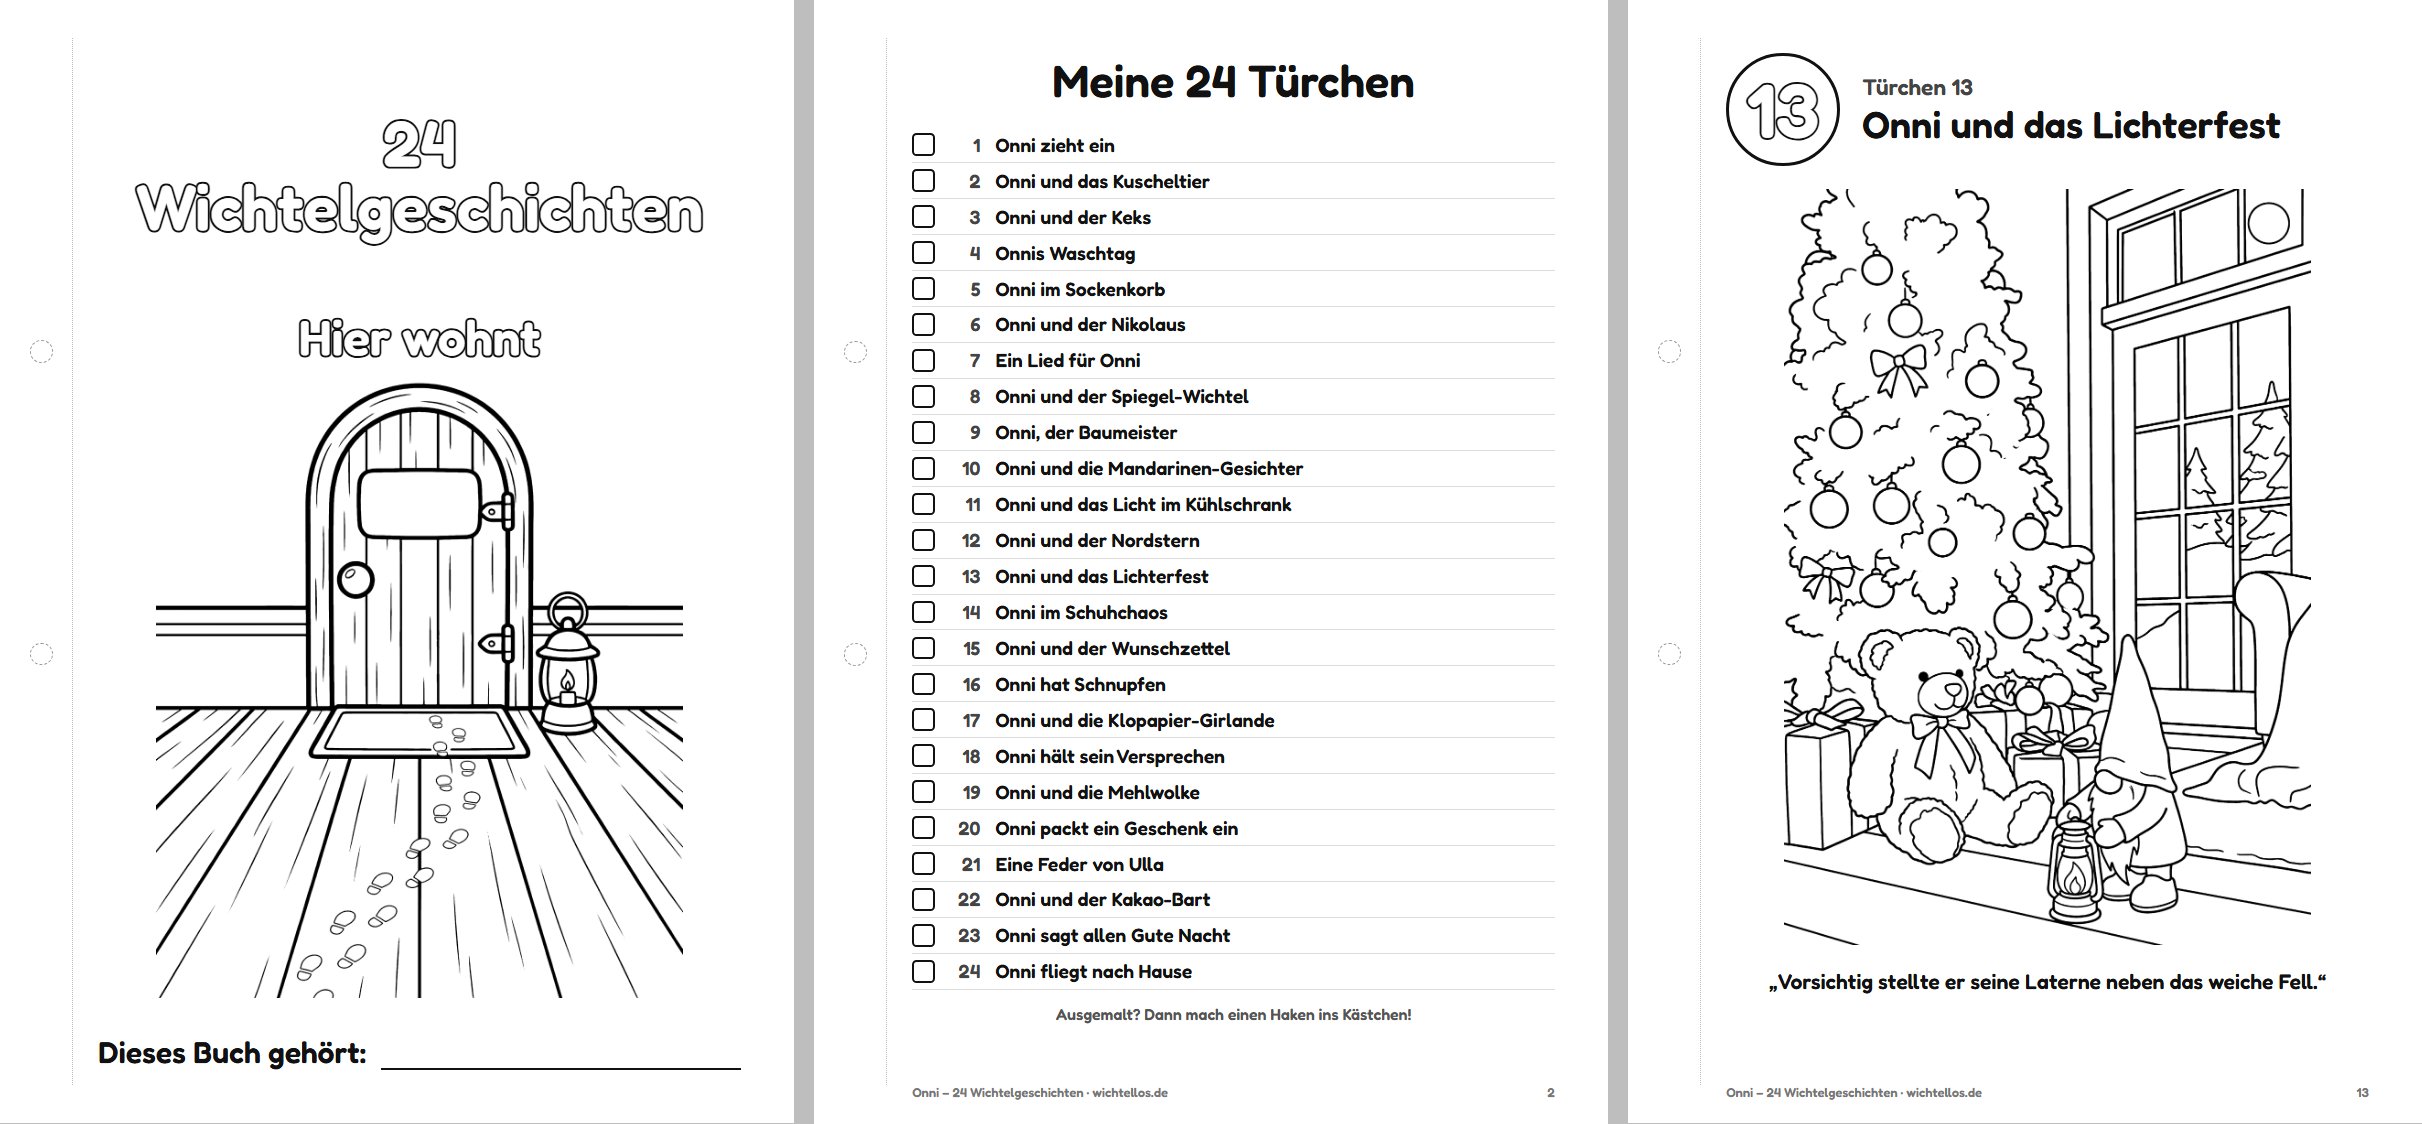 24
Wichtelgeschichten
Hier wohnt
Dieses Buch gehört:
Meine 24 Türchen
1 Onni zieht ein
2 Onni und das Kuscheltier
3 Onni und der Keks
4 Onnis Waschtag
5 Onni im Sockenkorb
6 Onni und der Nikolaus
7 Ein Lied für Onni
8 Onni und der Spiegel-Wichtel
9 Onni, der Baumeister
10 Onni und die Mandarinen-Gesichter
11 Onni und das Licht im Kühlschrank
12 Onni und der Nordstern
13 Onni und das Lichterfest
14 Onni im Schuhchaos
15 Onni und der Wunschzettel
16 Onni hat Schnupfen
17 Onni und die Klopapier-Girlande
18 Onni hält sein Versprechen
19 Onni und die Mehlwolke
20 Onni packt ein Geschenk ein
21 Eine Feder von Ulla
22 Onni und der Kakao-Bart
23 Onni sagt allen Gute Nacht
24 Onni fliegt nach Hause
Ausgemalt? Dann mach einen Haken ins Kästchen!
Onni – 24 Wichtelgeschichten · wichtellos.de 2
13
Türchen 13
Onni und das Lichterfest
„Vorsichtig stellte er seine Laterne neben das weiche Fell.“
Onni – 24 Wichtelgeschichten · wichtellos.de 13